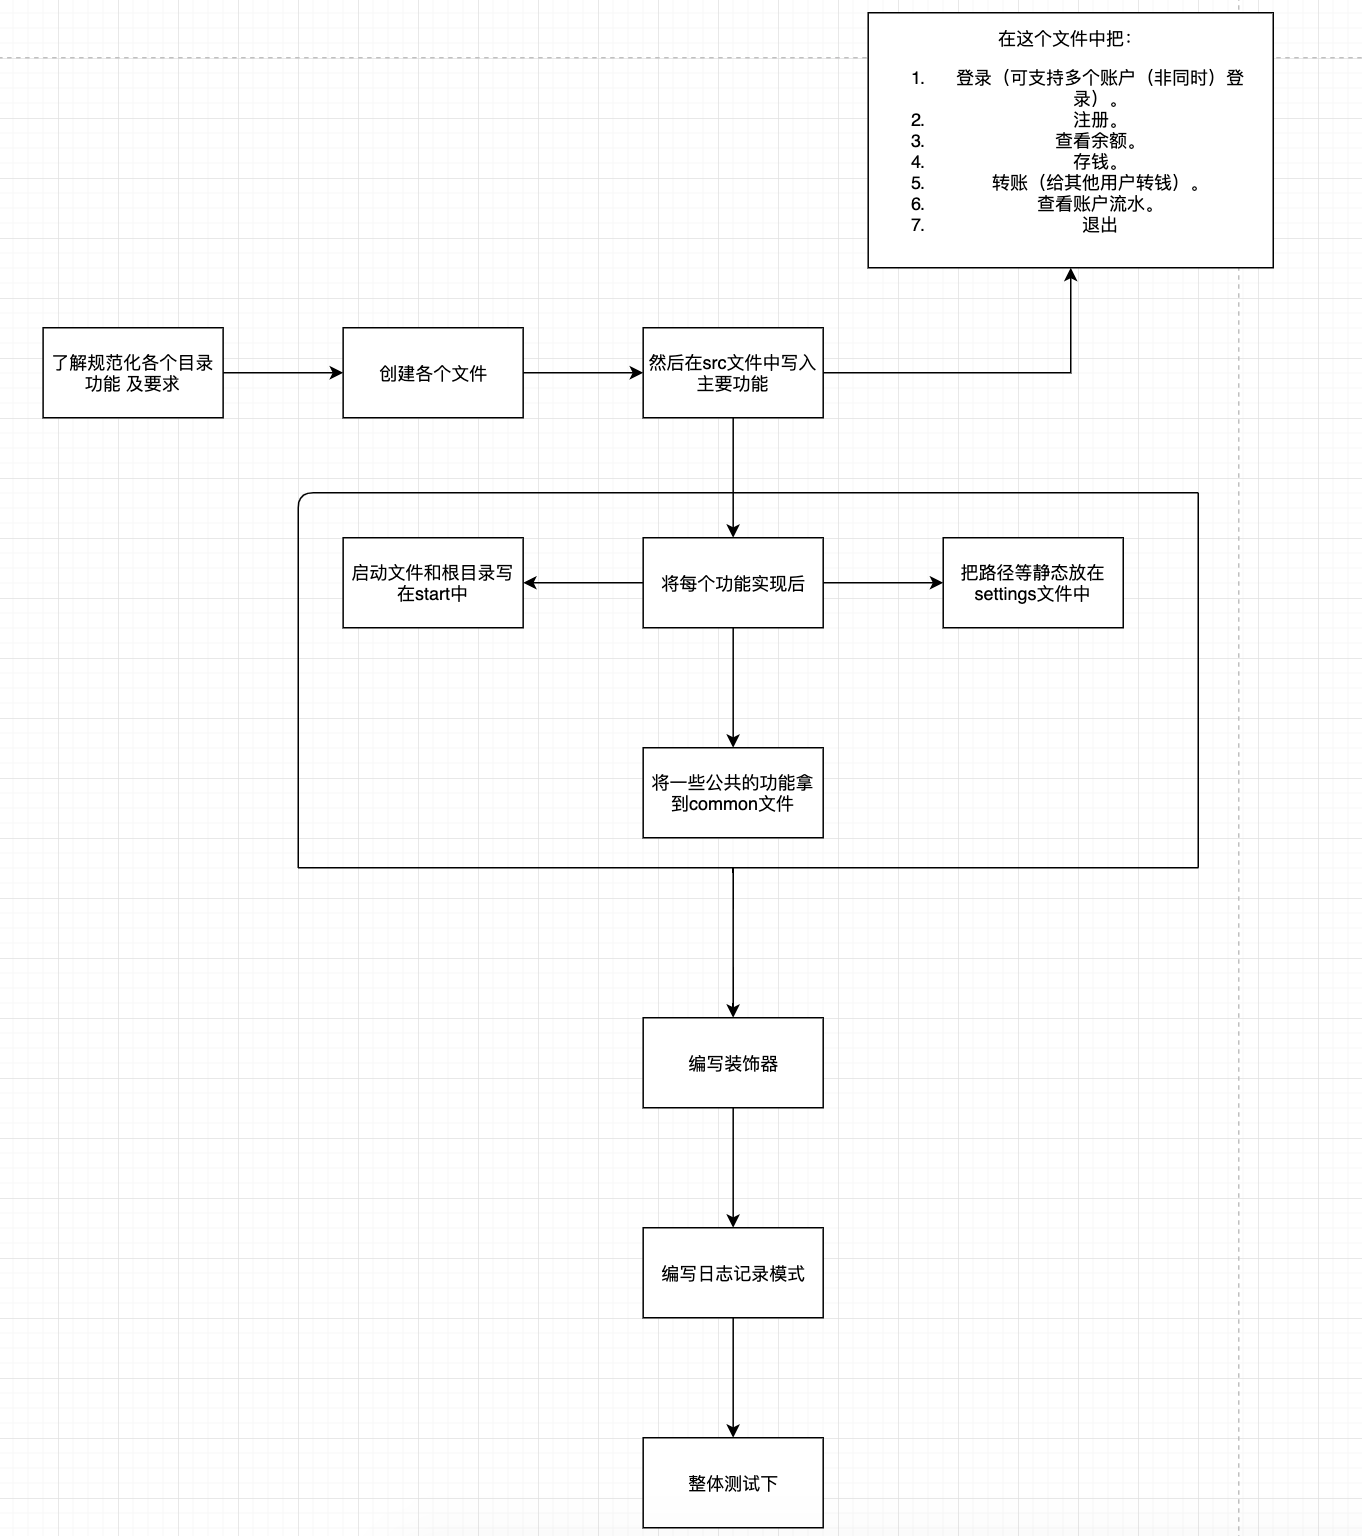 在这个文件中把：
1. 登录（可支持多个账户（非同时）登
录）。
2. 注册。
3. 查看余额。
4. 存钱。
5. 转账（给其他用户转钱）。
6. 查看账户流水。
7. 退出
了解规范化各个目录
功能 及要求
创建各个文件
然后在src文件中写入
主要功能
启动文件和根目录写
在start中
将每个功能实现后
把路径等静态放在
settings文件中
将一些公共的功能拿
到common文件
编写装饰器
编写日志记录模式
整体测试下